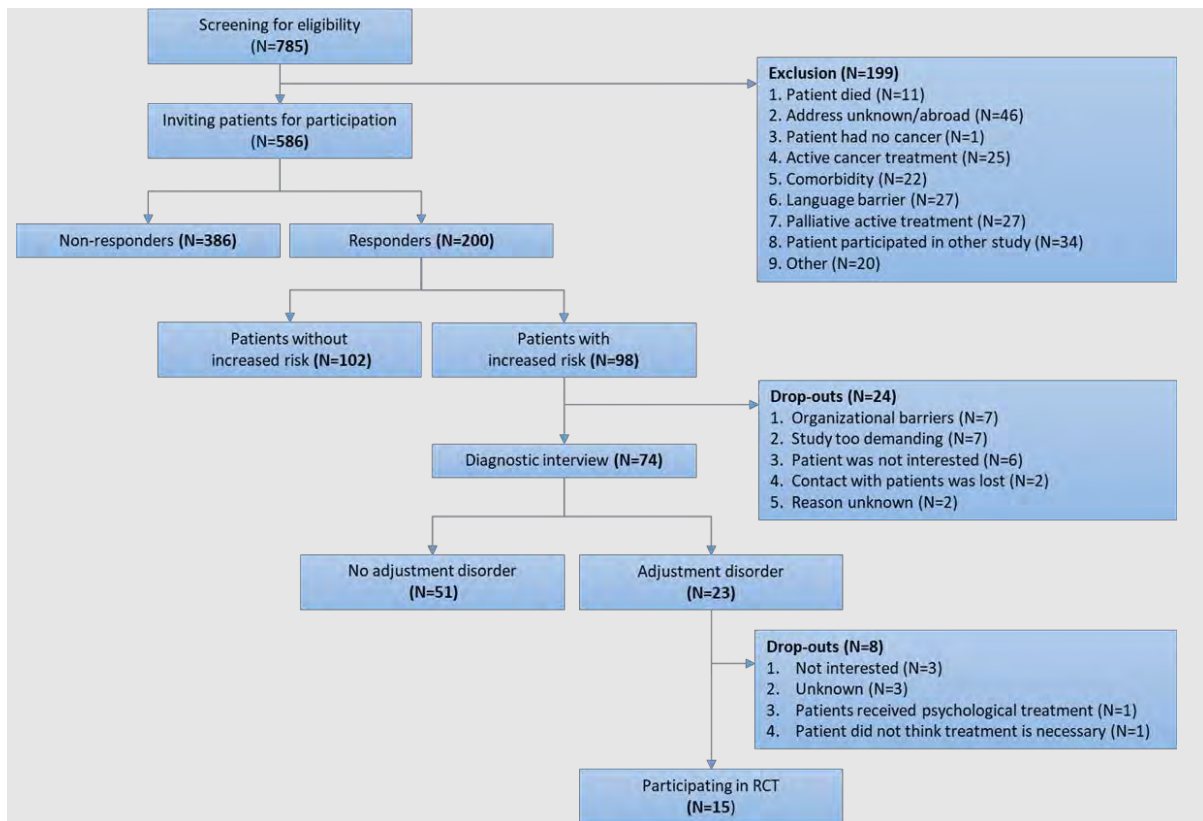 Screening for eligibility
(N=785)
Exclusion (N=199)
1. Patient died (N=11)
2. Address unknown/abroad (N=46)
3. Patient had no cancer (N=1)
4. Active cancer treatment (N=25)
5. Comorbidity (N=22)
6. Language barrier (N=27)
7. Palliative active treatment (N=27)
8. Patient participated in other study (N=34)
9. Other (N=20)
Inviting patients for participation
(N=586)
Non-responders (N=386)
Responders (N=200)
Patients without
increased risk (N=102)
Patients with
increased risk (N=98)
Drop-outs (N=24)
1. Organizational barriers (N=7)
2. Study too demanding (N=7)
3. Patient was not interested (N=6)
4. Contact with patients was lost (N=2)
5. Reason unknown (N=2)
Diagnostic interview (N=74)
No adjustment disorder
(N=51)
Adjustment disorder
(N=23)
Drop-outs (N=8)
1. Not interested (N=3)
2. Unknown (N=3)
3. Patients received psychological treatment (N=1)
4. Patient did not think treatment is necessary (N=1)
Participating in RCT
(N=15)